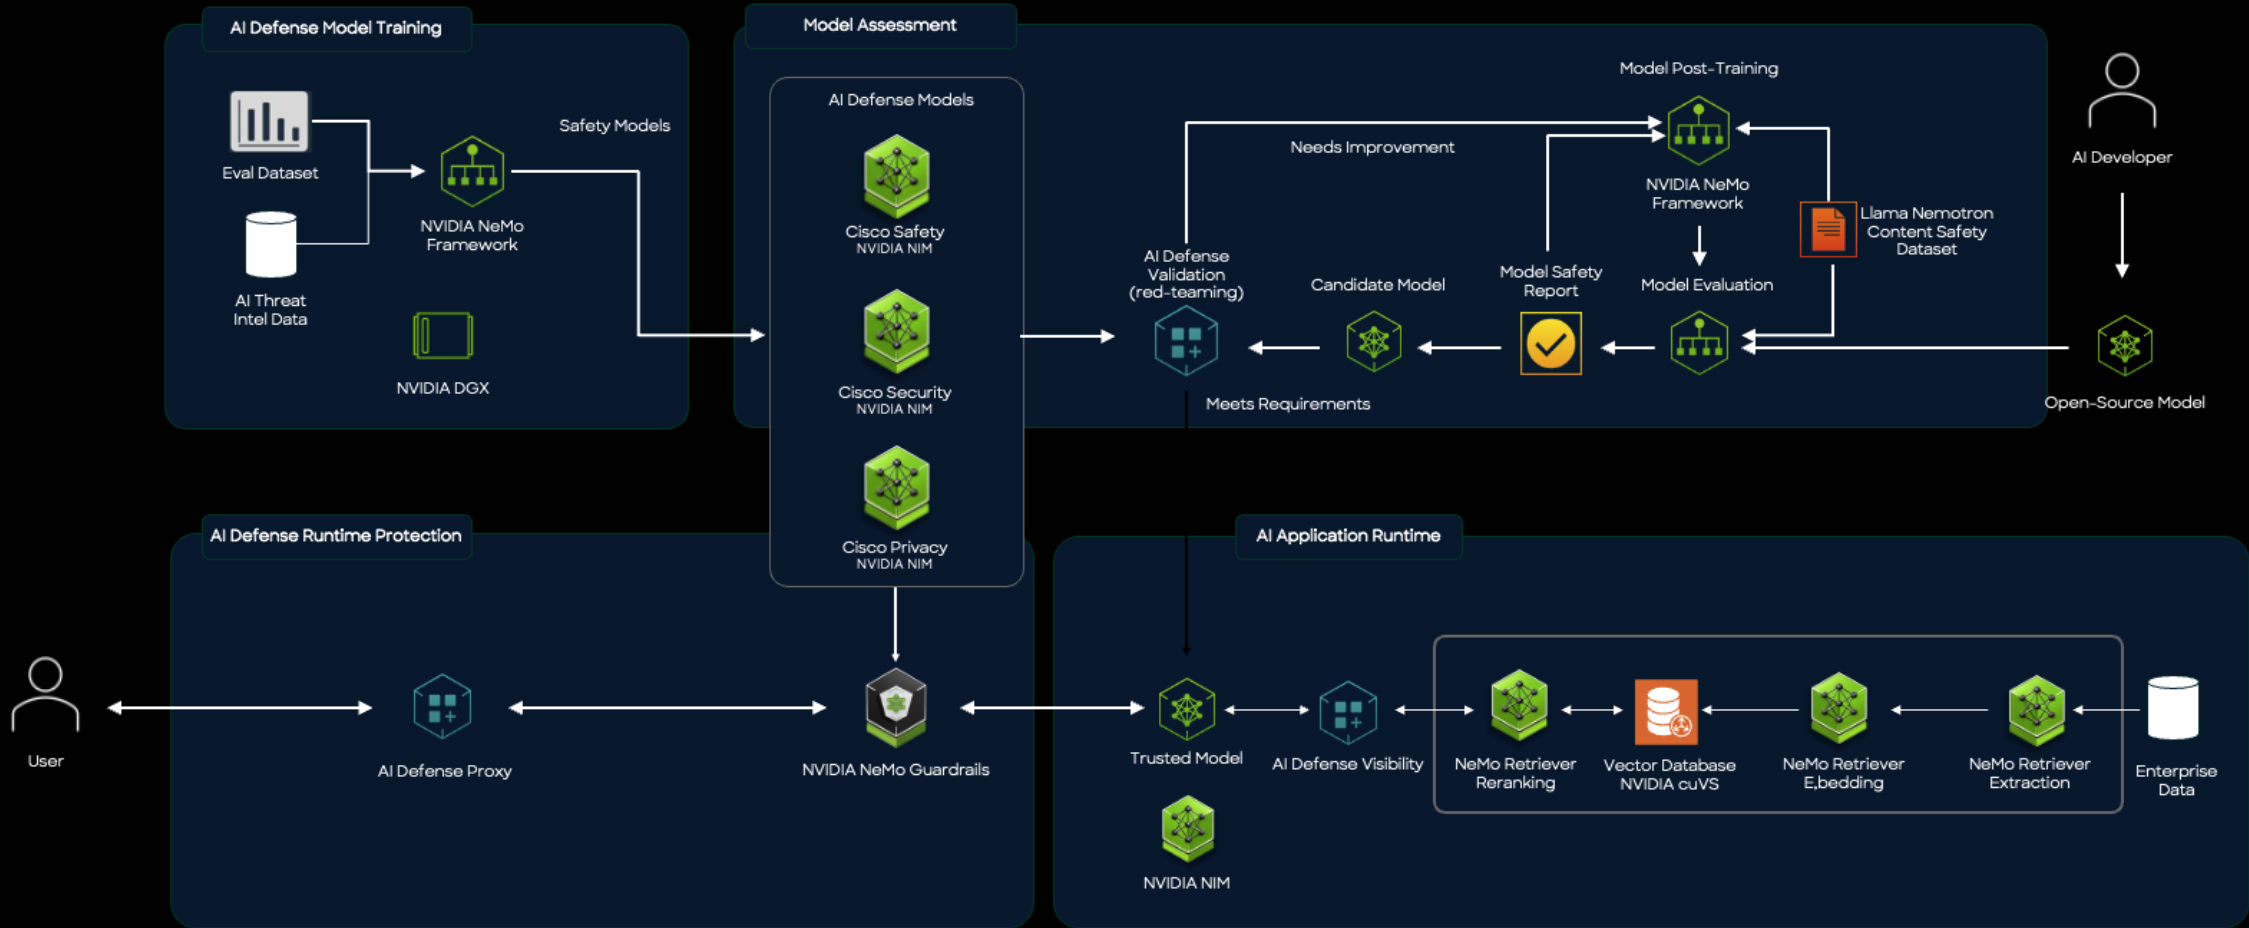 AI Defense Model Training
Eval Dataset
AI Threat
Intel Data
NVIDIA NeMo
Framework
NVIDIA DGX
Safety Models
Model Assessment
AI Defense Models
Cisco Safety
NVIDIA NIM
Cisco Security
NVIDIA NIM
Cisco Privacy
NVIDIA NIM
AI Defense
Validation
(red-teaming)
Needs Improvement
Meets Requirements
Candidate Model
Model Safety
Report
Model Post-Training
NVIDIA NeMo
Framework
Model Evaluation
Llama Nemotron
Content Safety
Dataset
AI Developer
Open-Source Model
AI Defense Runtime Protection
User
AI Defense Proxy
NVIDIA NeMo Guardrails
AI Application Runtime
Trusted Model
NVIDIA NIM
AI Defense Visibility
NeMo Retriever
Reranking
Vector Database
NVIDIA cuVS
NeMo Retriever
E,bedding
NeMo Retriever
Extraction
Enterprise
Data